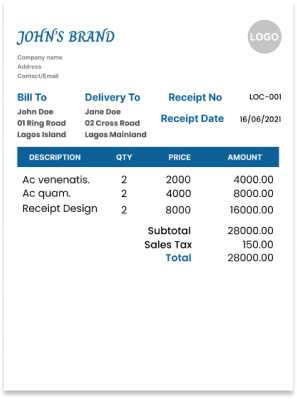 JOHN'S BRAND
LOGO
Company name
Address
Contact/Email
Bill To Delivery To Receipt No LOC-001
John Doe Jane Doe
01 Ring Road 02 Cross Road Receipt Date 16/06/2021
Lagos Island Lagos Mainland
DESCRIPTION QTY PRICE AMOUNT
Ac venenatis. 2 2000 4000.00
Ac quam. 2 4000 8000.00
Receipt Design 2 8000 16000.00
Subtotal 28000.00
Sales Tax 150.00
Total 28000.00